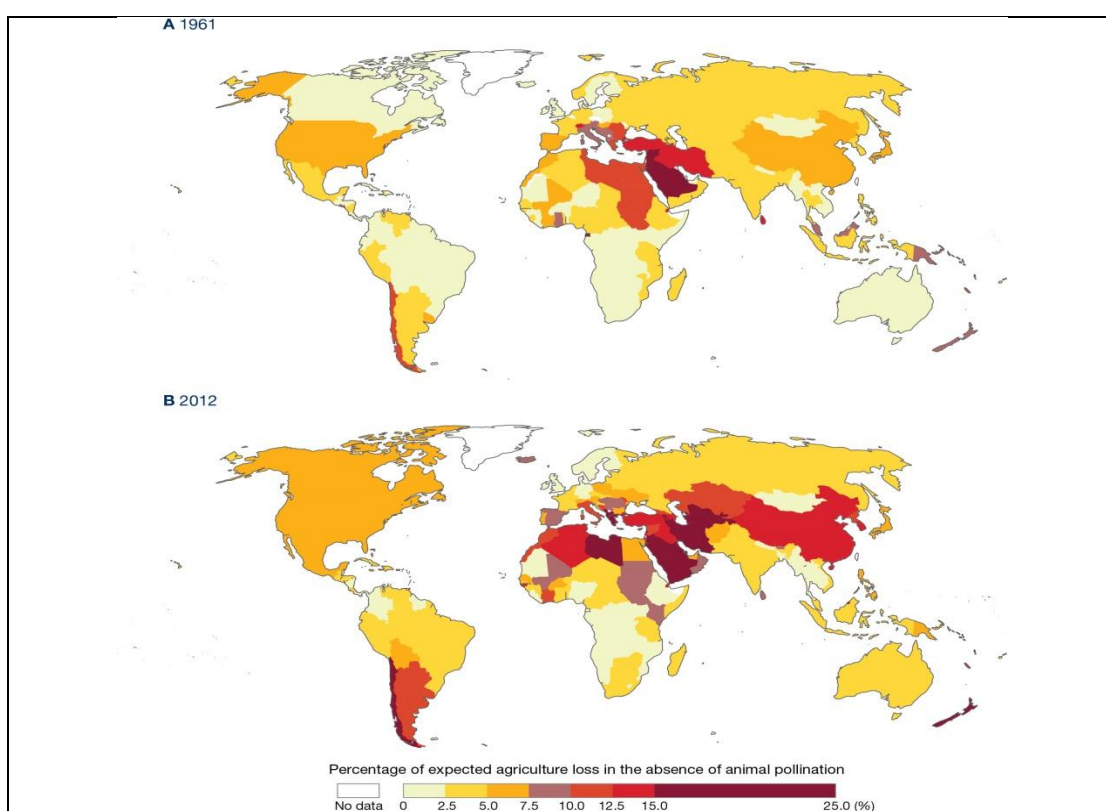 A 1961
B 2012
Percentage of expected agriculture loss in the absence of animal pollination
No data 0 2.5 5.0 7.5 10.0 12.5 15.0 25.0 (%)